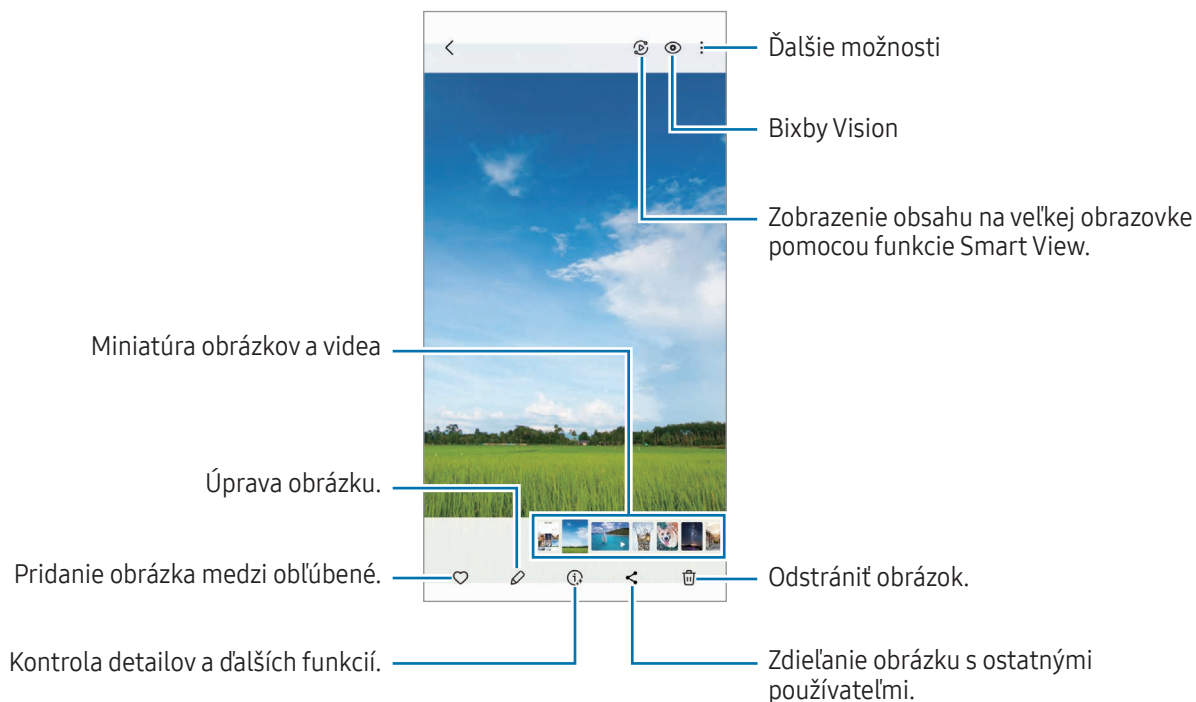 Ďalšie možnosti
Bixby Vision
Zobrazenie obsahu na veľkej obrazovke
pomocou funkcie Smart View.
Miniatúra obrázkov a videa
Úprava obrázku.
Pridanie obrázka medzi obľúbené.
Odstrániť obrázok.
Kontrola detailov a ďalších funkcií.
Zdieľanie obrázku s ostatnými
používateľmi.